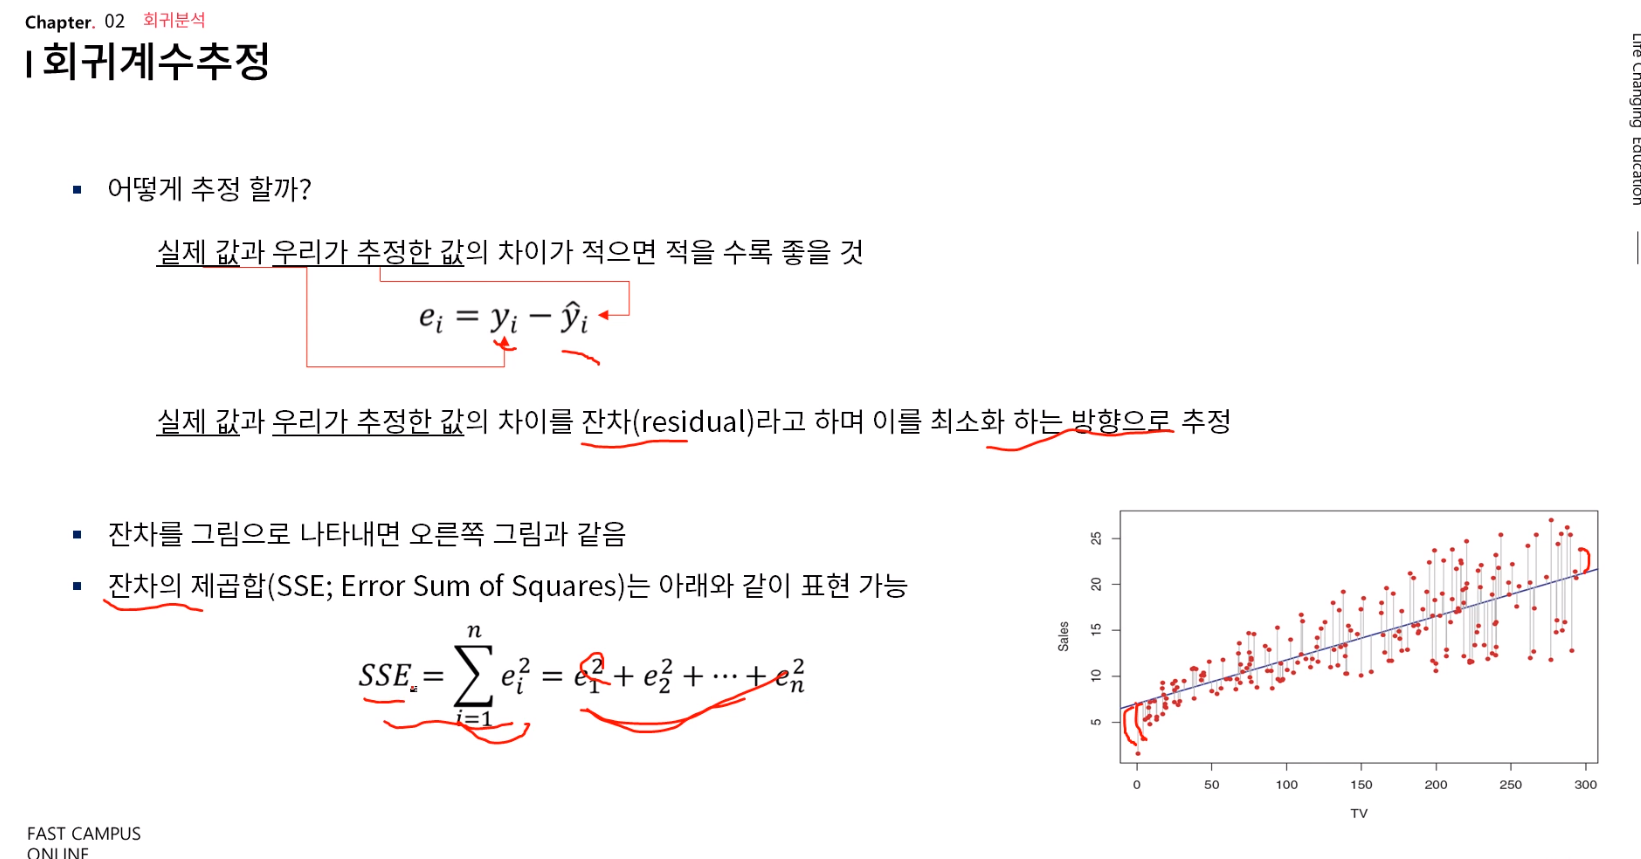 Chapter. 02 회귀분석
회귀계수추정
Life Changing Education
어떻게 추정 할까?
실제 값과 우리가 추정한 값의 차이가 적으면 적을 수록 좋을 것
e_i = y_i − ŷ_i
실제 값과 우리가 추정한 값의 차이를 잔차(residual)라고 하며 이를 최소화 하는 방향으로 추정
잔차를 그림으로 나타내면 오른쪽 그림과 같음
잔차의 제곱합(SSE; Error Sum of Squares)는 아래와 같이 표현 가능
SSE = ∑_{i=1}^{n} e_i^2 = e_1^2 + e_2^2 + ⋯ + e_n^2
Sales
25
20
15
10
5
0 50 100 150 200 250 300
TV
FAST CAMPUS
ONLINE